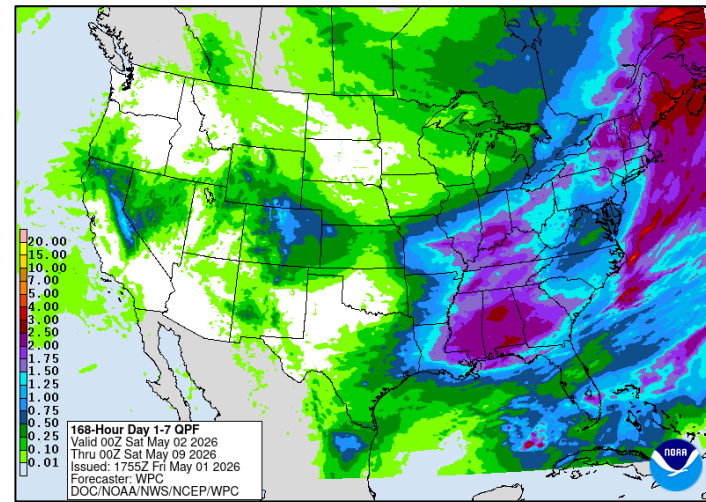 20.00
15.00
10.00
7.00
5.00
4.00
3.00
2.50
2.00
1.75
1.50
1.25
1.00
0.75
0.50
0.25
0.10
0.01
168-Hour Day 1-7 QPF
Valid 00Z Sat May 02 2026
Thru 00Z Sat May 09 2026
Issued: 1755Z Fri May 01 2026
Forecaster: WPC
DOC/NOAA/NWS/NCEP/WPC
NOAA